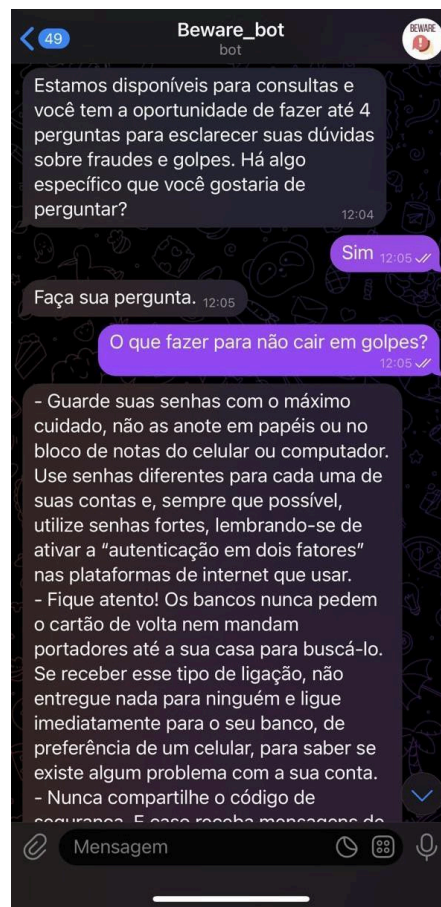 49
Beware_bot
bot
BEWARE
Estamos disponíveis para consultas e
você tem a oportunidade de fazer até 4
perguntas para esclarecer suas dúvidas
sobre fraudes e golpes. Há algo
específico que você gostaria de
perguntar?
12:04
Sim 12:05
Faça sua pergunta. 12:05
O que fazer para não cair em golpes?
12:05
- Guarde suas senhas com o máximo
cuidado, não as anote em papéis ou no
bloco de notas do celular ou computador.
Use senhas diferentes para cada uma de
suas contas e, sempre que possível,
utilize senhas fortes, lembrando-se de
ativar a “autenticação em dois fatores”
nas plataformas de internet que usar.
- Fique atento! Os bancos nunca pedem
o cartão de volta nem mandam
portadores até a sua casa para buscá-lo.
Se receber esse tipo de ligação, não
entregue nada para ninguém e ligue
imediatamente para o seu banco, de
preferência de um celular, para saber se
existe algum problema com a sua conta.
- Nunca compartilhe o código de
segurança. E caso receba mensagens de
Mensagem